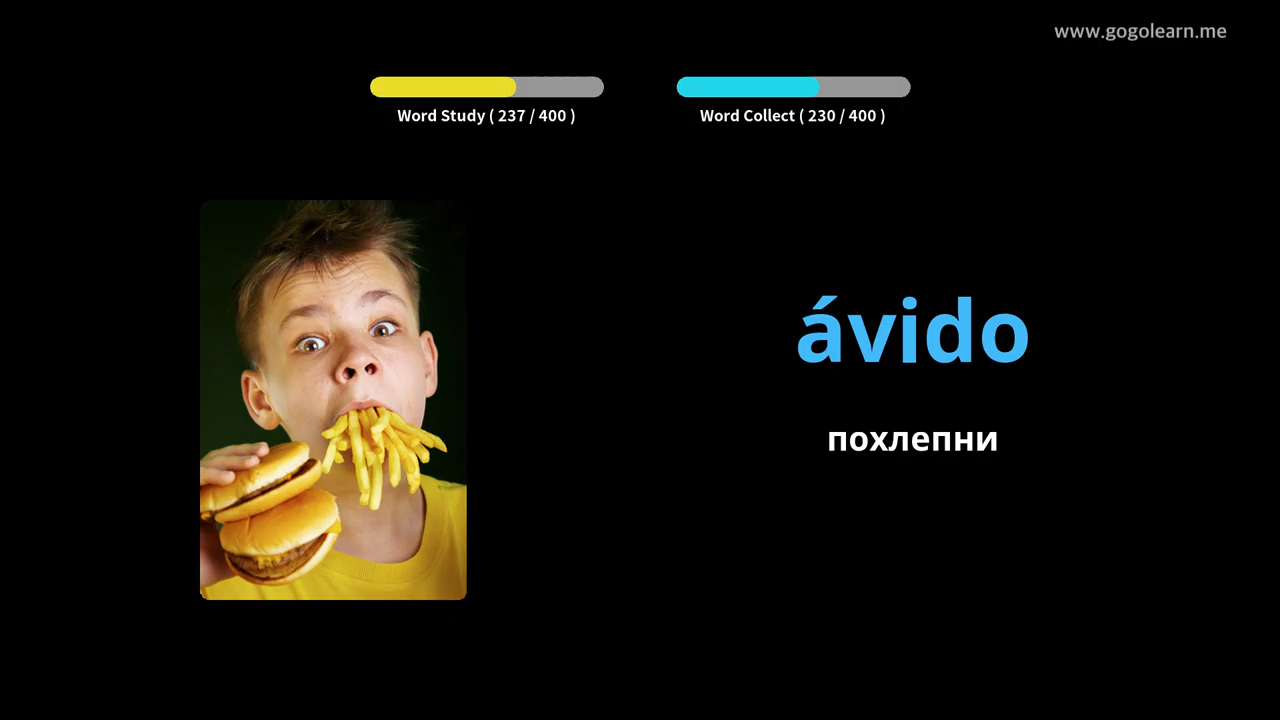 www.gogolearn.me
Word Study ( 237 / 400 )
Word Collect ( 230 / 400 )
ávido
похлепни